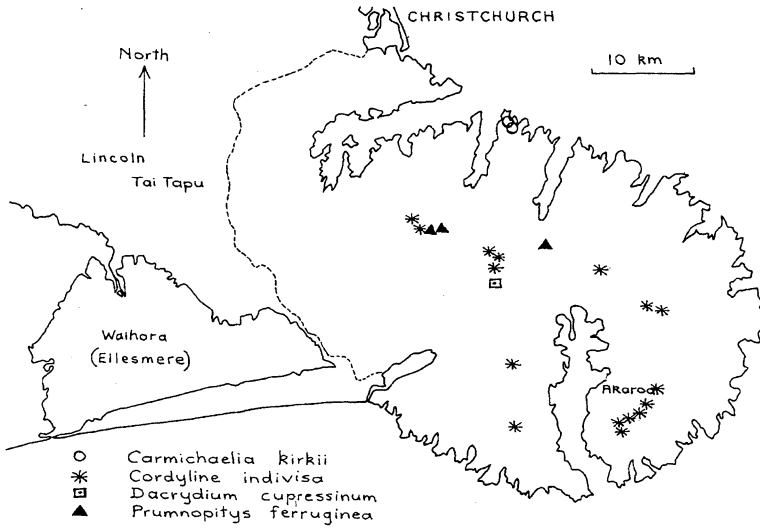 CHRISTCHURCH
North
10 km
Lincoln
Tai Tapu
Waihora
(Ellesmere)
Akaroa
Carmichaelia kirkii
Cordyline indivisa
Dacrydium cupressinum
Prumnopitys ferruginea